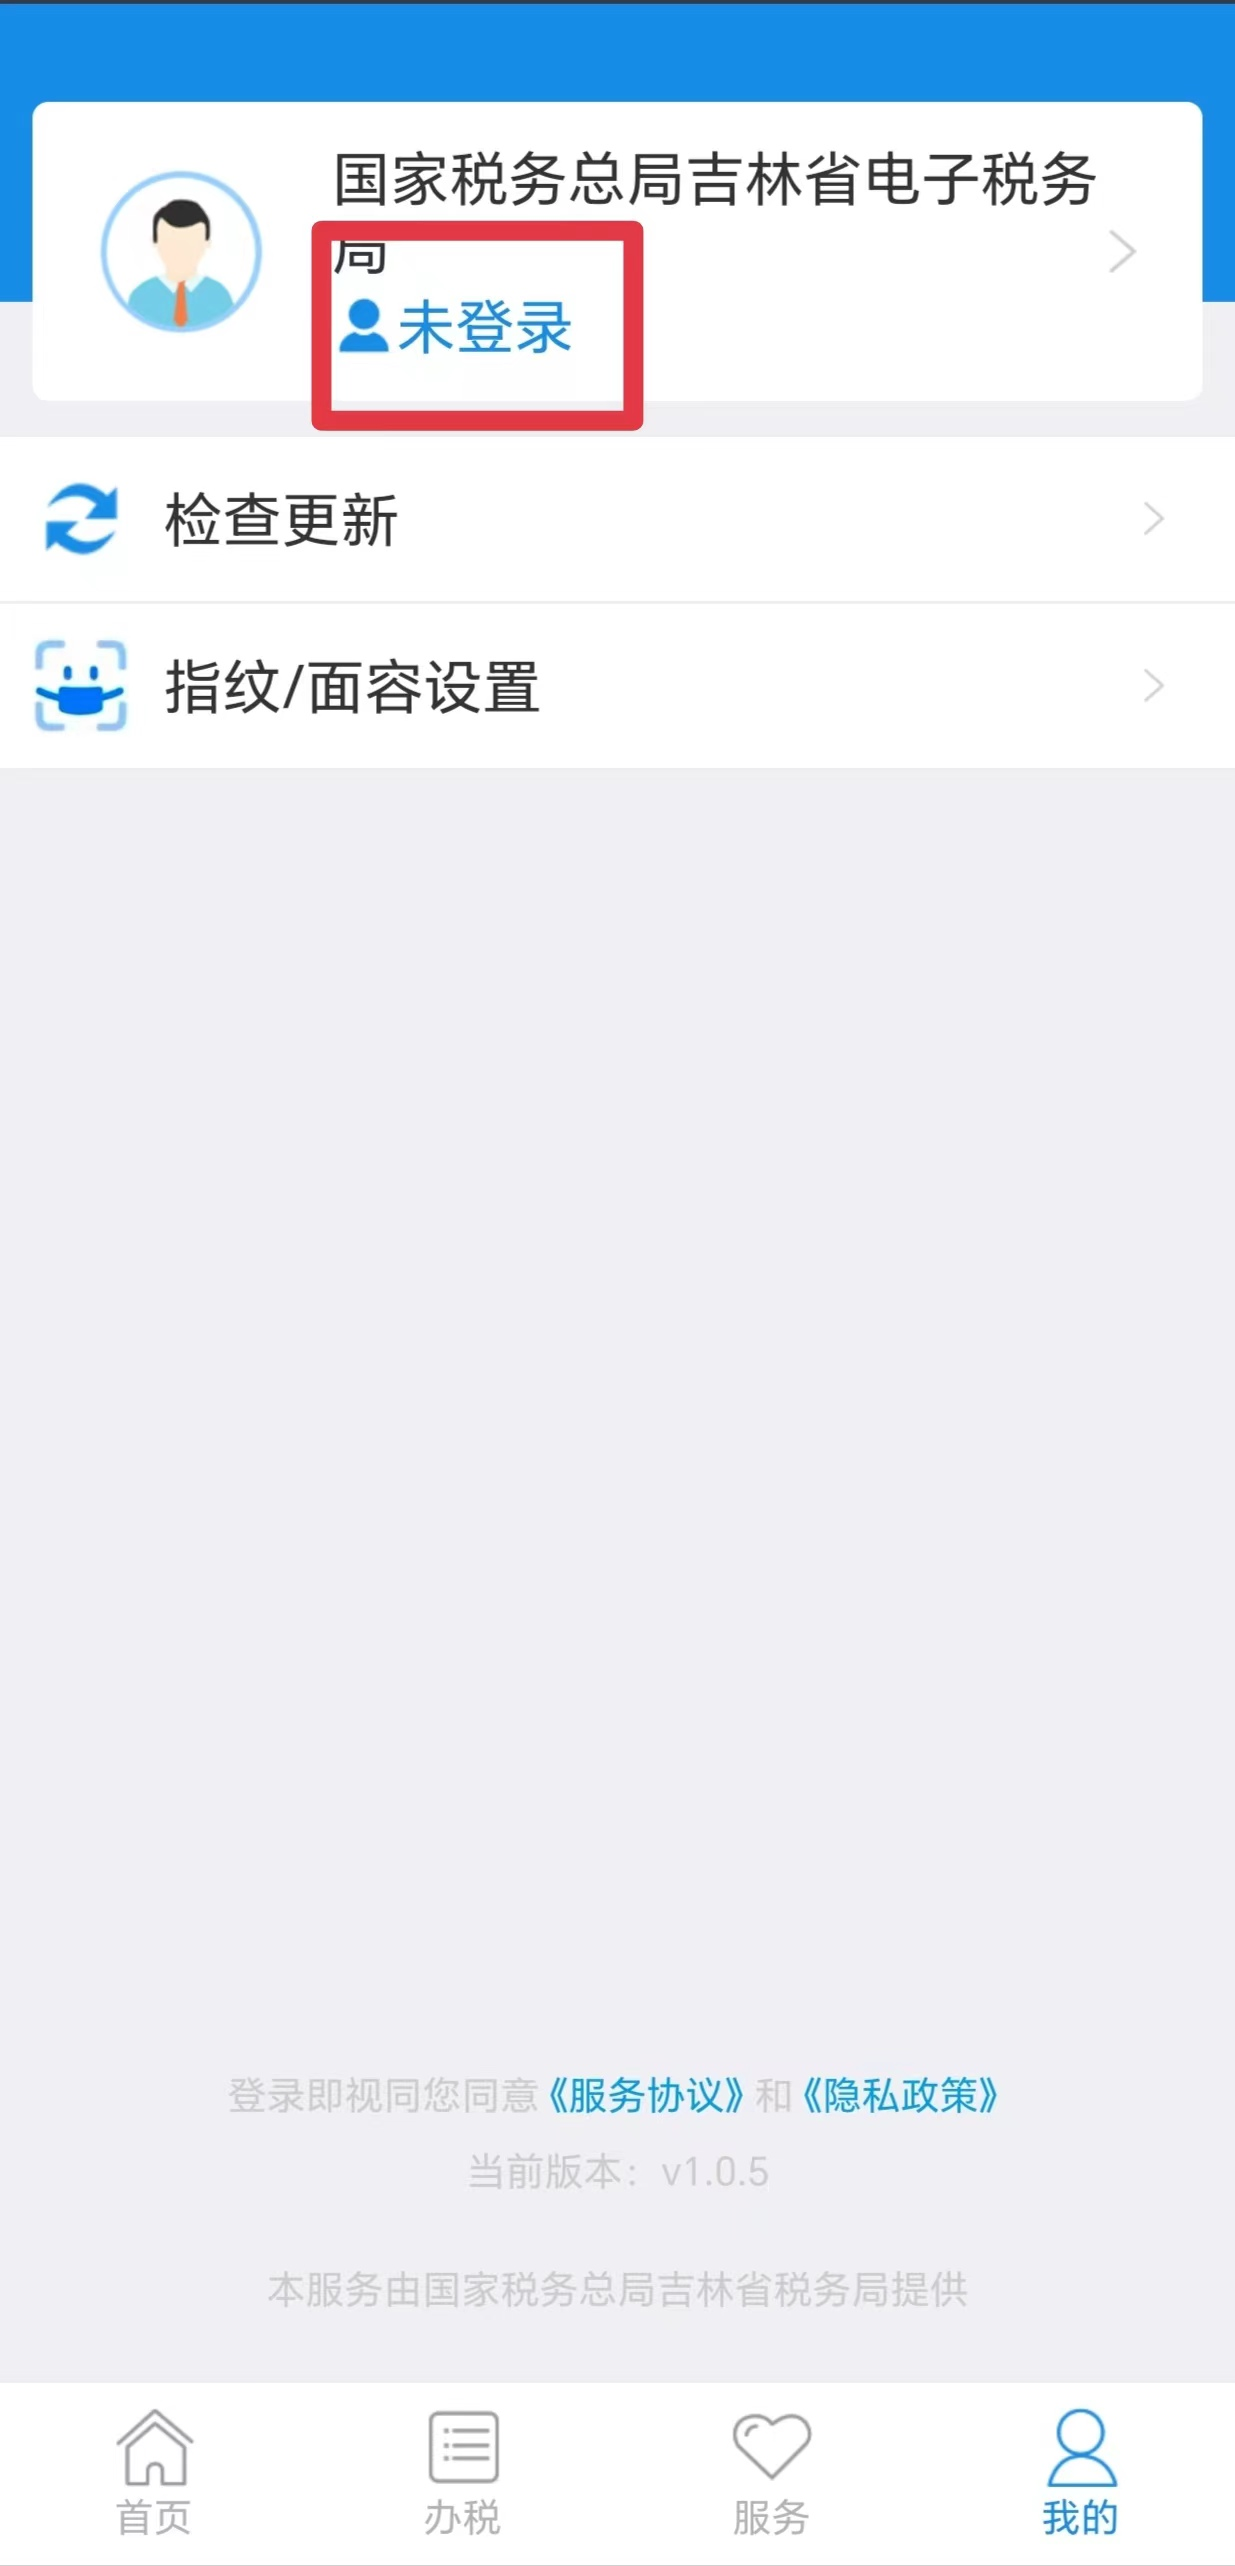 国家税务总局吉林省电子税务
局
未登录
检查更新
指纹/面容设置
登录即视同您同意《服务协议》和《隐私政策》
当前版本：v1.0.5
本服务由国家税务总局吉林省税务局提供
首页
办税
服务
我的